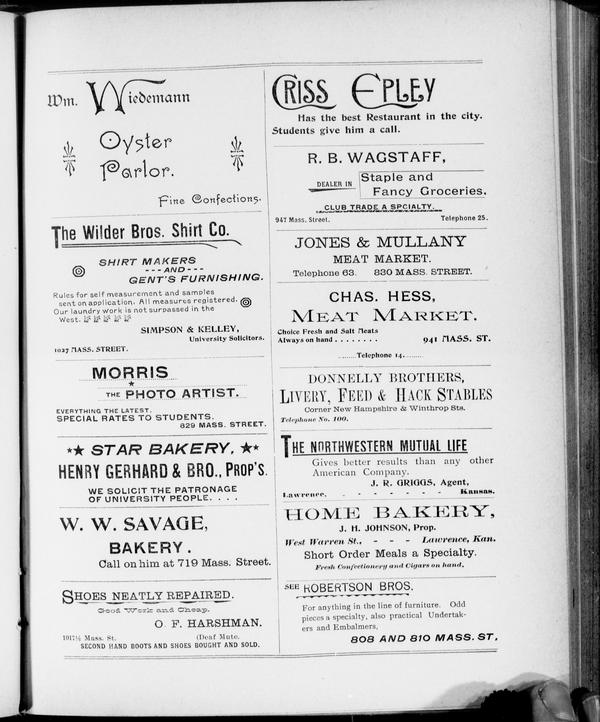 Wm. Wiedemann
Oyster
Parlor.
Fine Confections.
The Wilder Bros. Shirt Co.
SHIRT MAKERS
---AND---
GENT'S FURNISHING.
Rules for self measurement and samples
sent on application. All measures registered.
Our laundry work is not surpassed in the
West.
SIMPSON & KELLEY,
University Solicitors.
1027 MASS. STREET.
MORRIS
THE PHOTO ARTIST.
EVERYTHING THE LATEST.
SPECIAL RATES TO STUDENTS.
829 MASS. STREET.
STAR BAKERY,
HENRY GERHARD & BRO., PROP'S.
WE SOLICIT THE PATRONAGE
OF UNIVERSITY PEOPLE. . . .
W. W. SAVAGE,
BAKERY.
Call on him at 719 Mass. Street.
SHOES NEATLY REPAIRED.
Good Work and Cheap.
O. F. HARSHMAN.
1017½ Mass. St. (Deaf Mute.
SECOND HAND BOOTS AND SHOES BOUGHT AND SOLD.
CRISS EPLEY
Has the best Restaurant in the city.
Students give him a call.
R. B. WAGSTAFF,
DEALER IN Staple and
Fancy Groceries.
CLUB TRADE A SPCIALTY.
947 Mass. Street. Telephone 25.
JONES & MULLANY
MEAT MARKET.
Telephone 63. 830 MASS. STREET.
CHAS. HESS,
MEAT MARKET.
Choice Fresh and Salt Meats
Always on hand . . . . . . . . 941 MASS. ST.
........Telephone 14.........
DONNELLY BROTHERS,
LIVERY, FEED & HACK STABLES
Corner New Hampshire & Winthrop Sts.
Telephone No. 100.
THE NORTHWESTERN MUTUAL LIFE
Gives better results than any other
American Company.
J. R. GRIGGS, Agent,
Lawrence, - - - - - - - Kansas.
HOME BAKERY,
J. H. JOHNSON, Prop.
West Warren St., - - - Lawrence, Kan.
Short Order Meals a Specialty.
Fresh Confectionery and Cigars on hand.
SEE ROBERTSON BROS.
For anything in the line of furniture. Odd
pieces a specialty, also practical Undertak-
ers and Embalmers,
808 AND 810 MASS. ST.